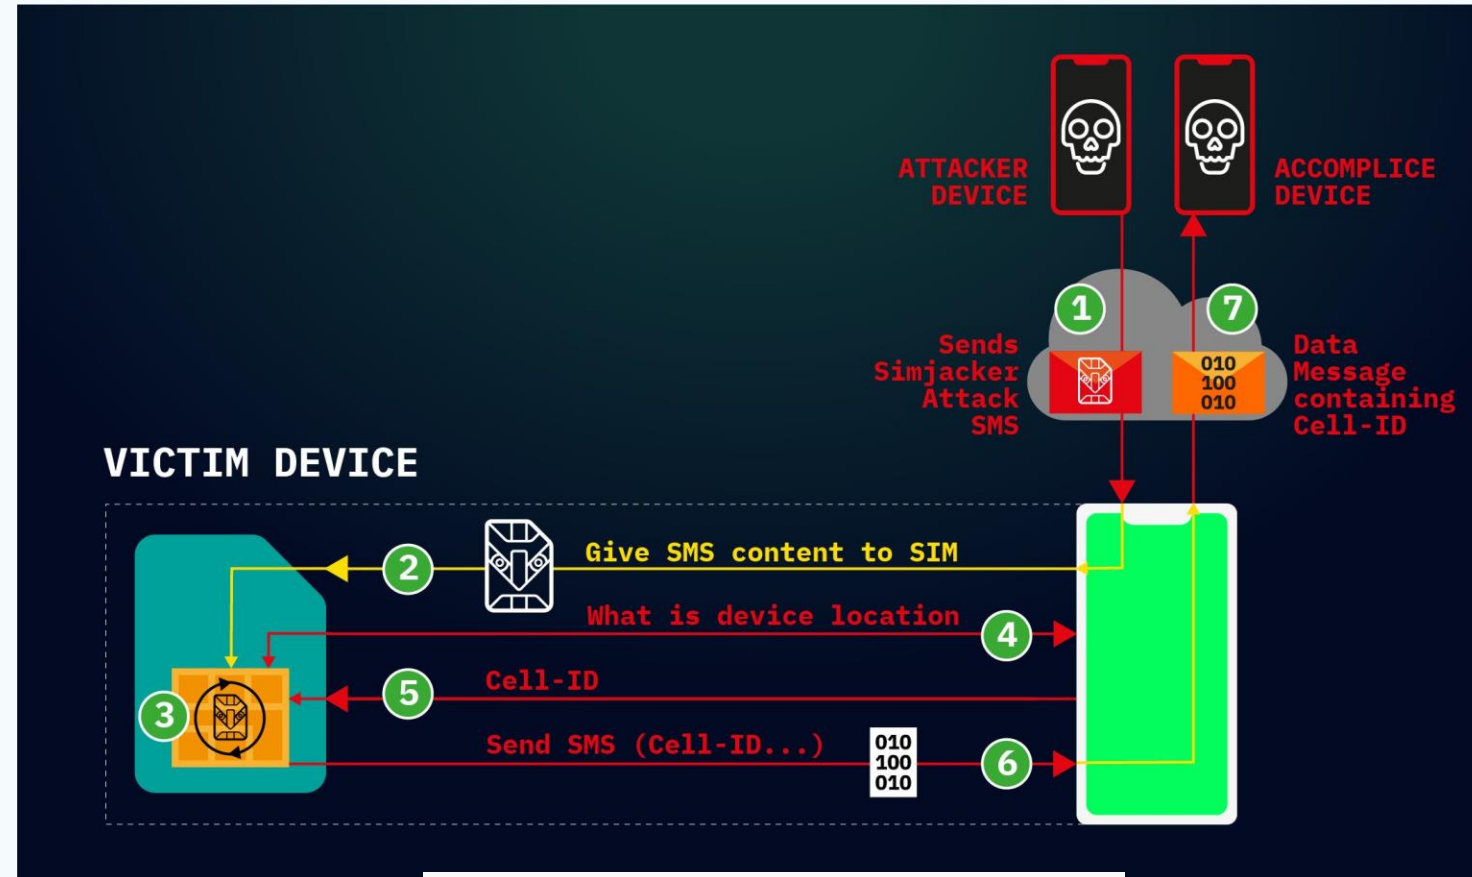 ATTACKER
DEVICE
ACCOMPLICE
DEVICE
1
7
Sends
Simjacker
Attack
SMS
010
100
010
Data
Message
containing
Cell-ID
VICTIM DEVICE
2
Give SMS content to SIM
What is device location
4
Cell-ID
5
3
Send SMS (Cell-ID...)
010
100
010
6